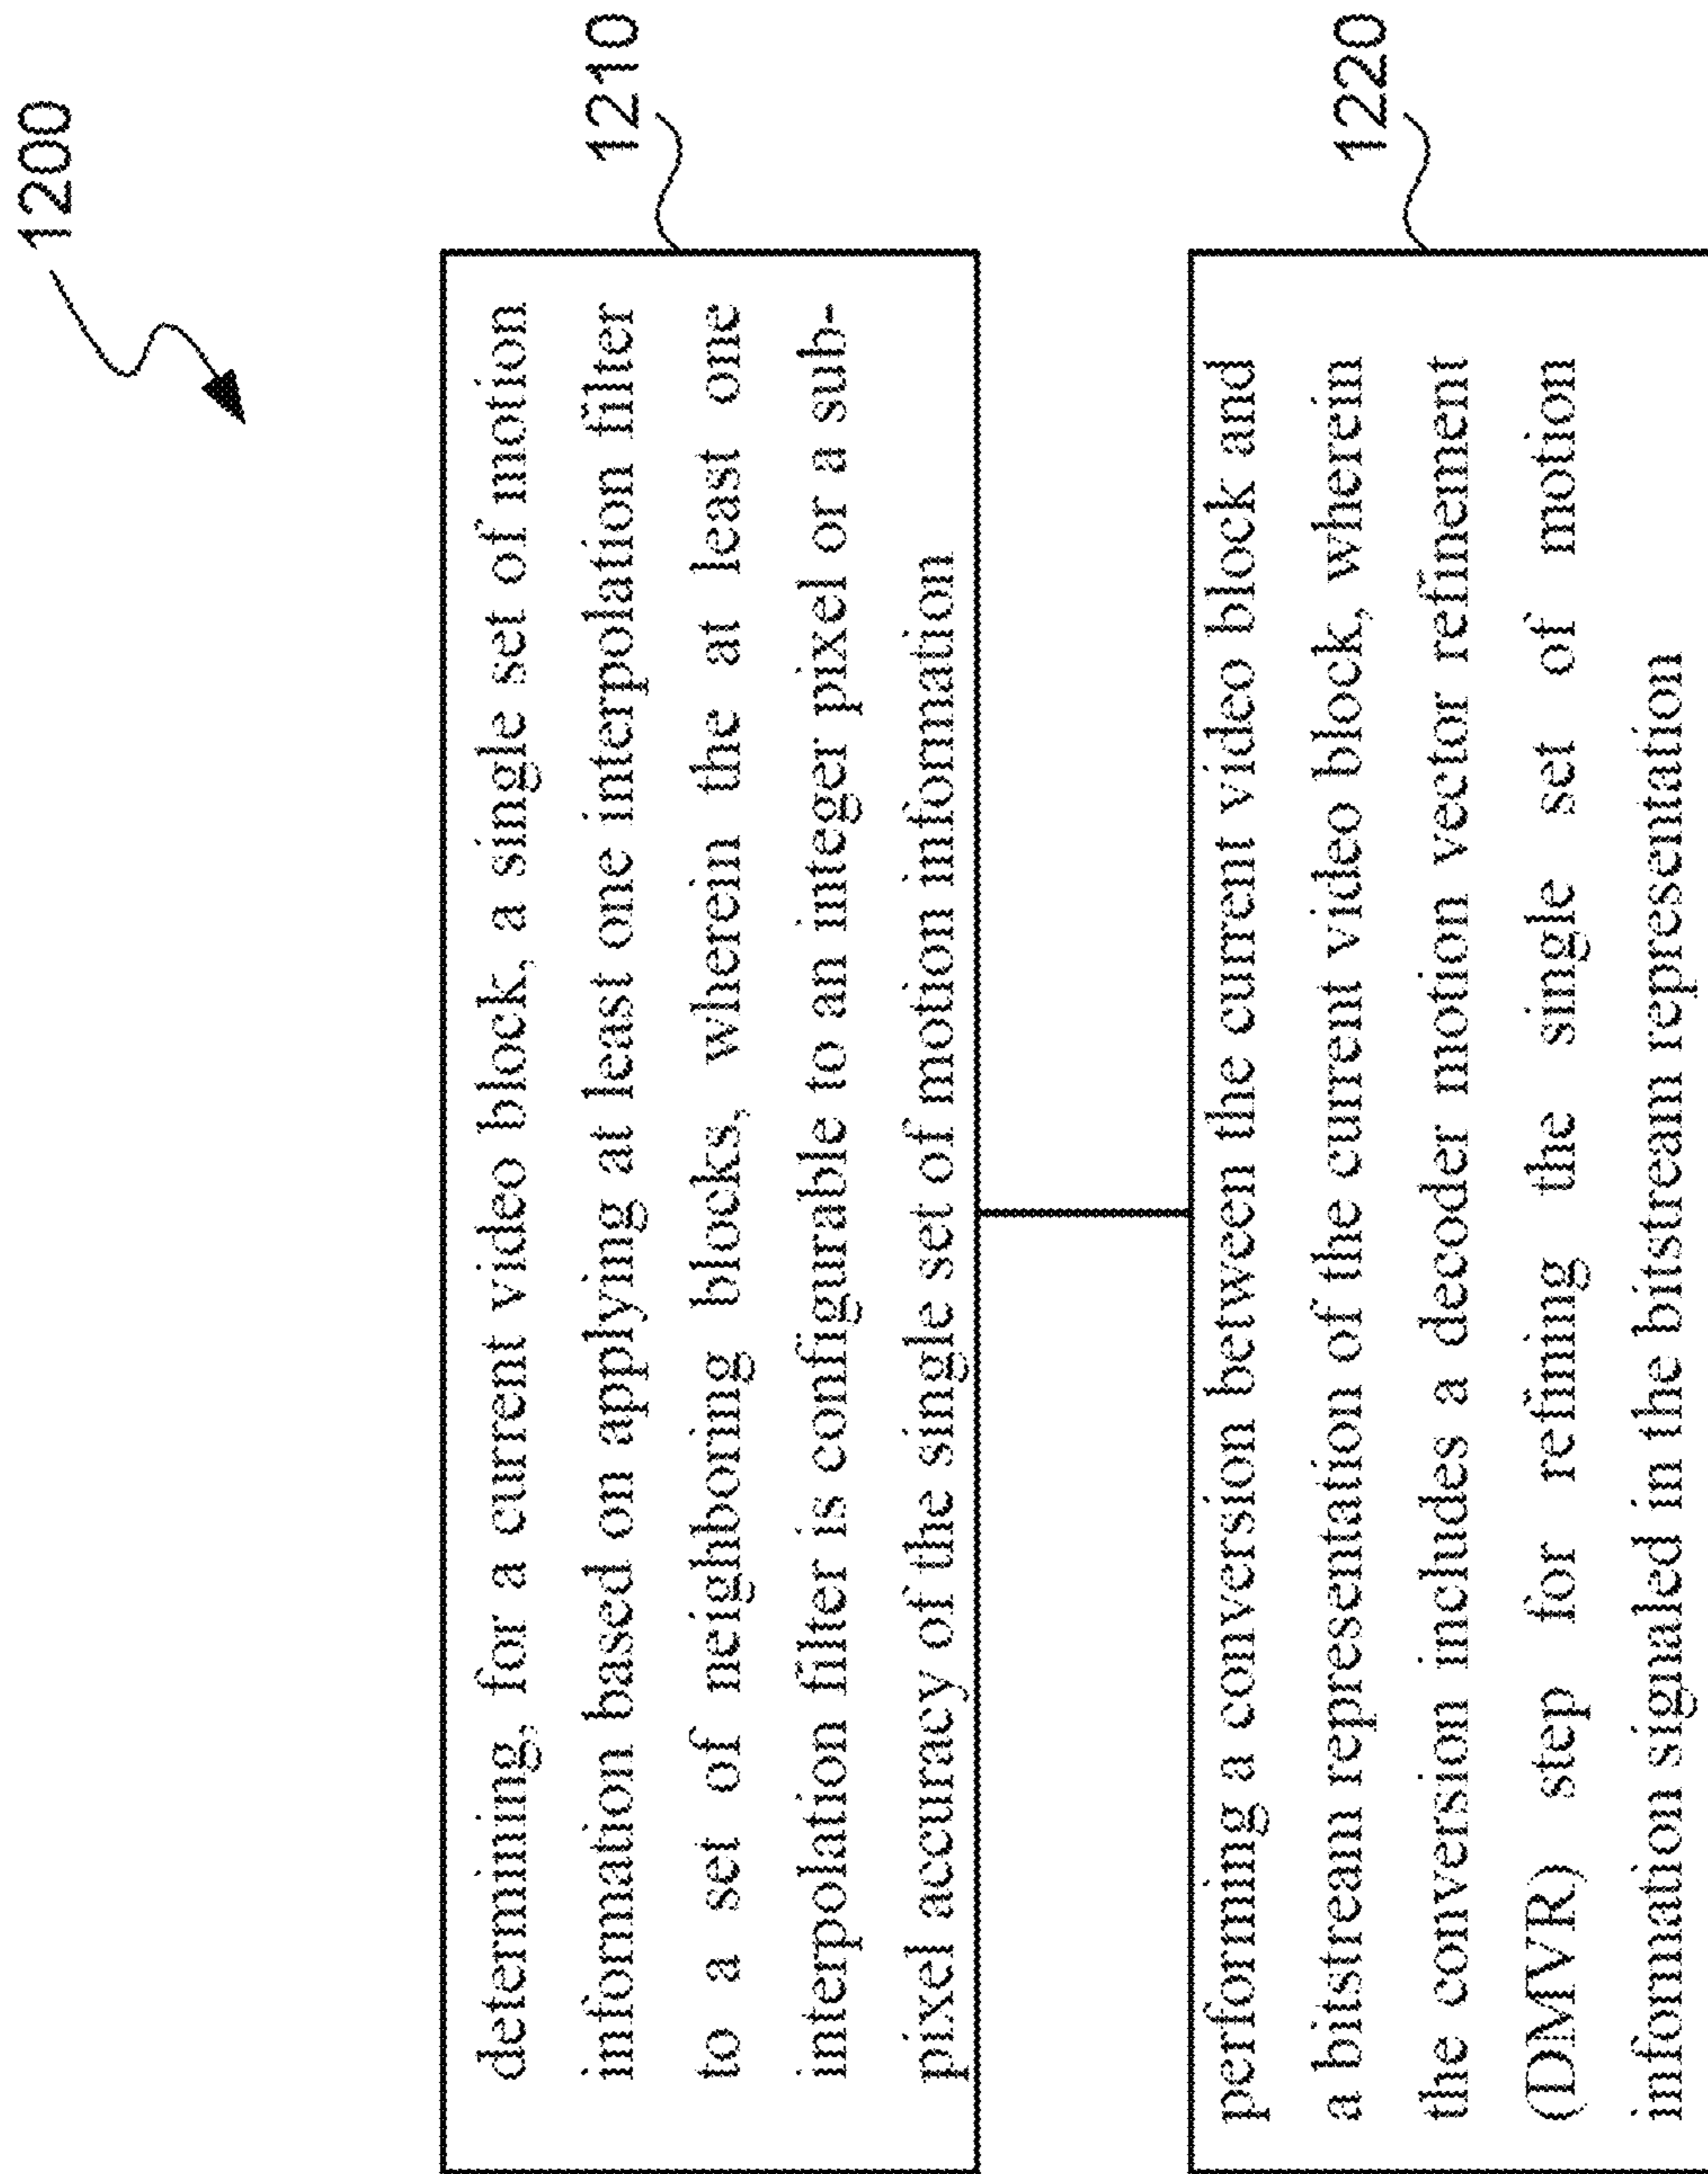 1200
determining, for a current video block, a single set of motion
information based on applying at least one interpolation filter
to a set of neighboring blocks, wherein the at least one
interpolation filter is configurable to an integer pixel or a sub-
pixel accuracy of the single set of motion information
1210
performing a conversion between the current video block and
a bitstream representation of the current video block, wherein
the conversion includes a decoder motion vector refinement
(DMVR) step for refining the single set of motion
information signaled in the bitstream representation
1220